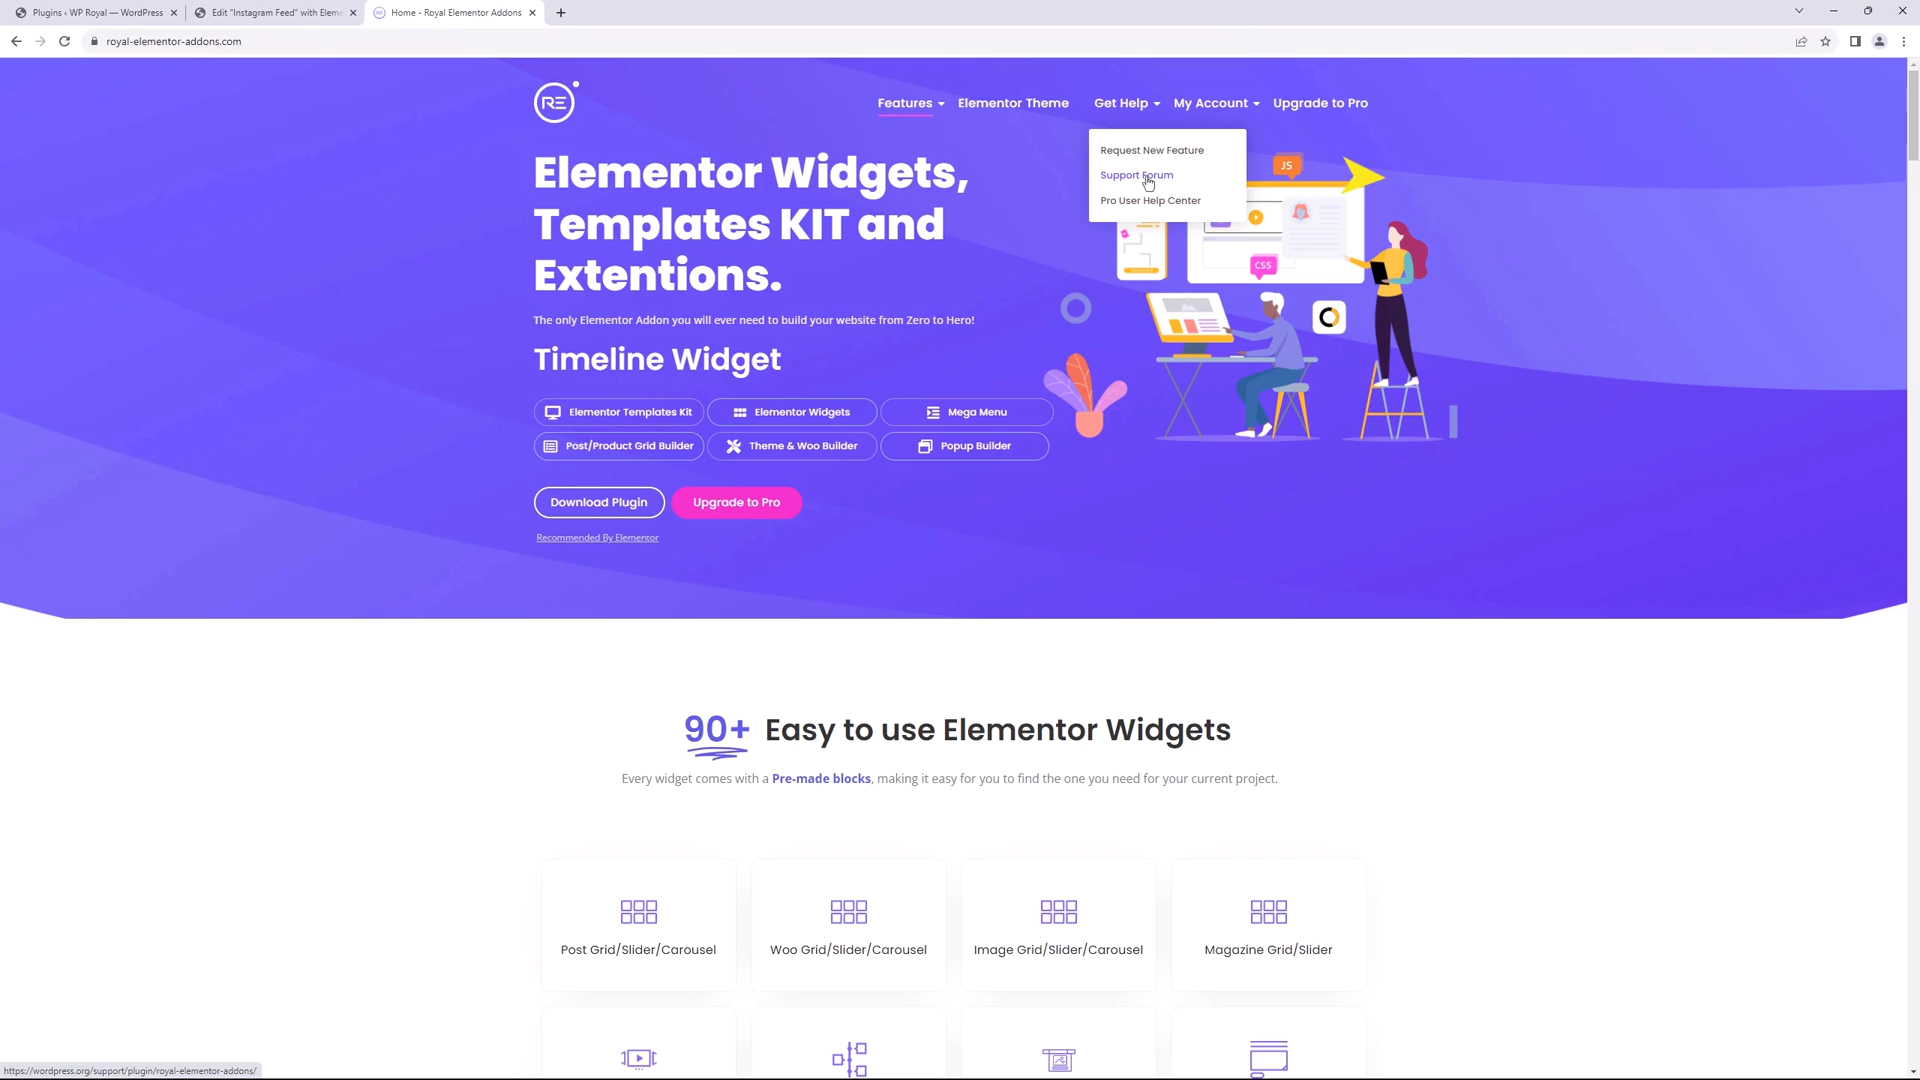 Plugins ‹ WP Royal — WordPress
Edit "Instagram Feed" with Eleme
Home - Royal Elementor Addons
royal-elementor-addons.com
RE
Features
Elementor Theme
Get Help
My Account
Upgrade to Pro
Request New Feature
Support Forum
Pro User Help Center
Elementor Widgets,
Templates KIT and
Extentions.
JS
CSS
The only Elementor Addon you will ever need to build your website from Zero to Hero!
Timeline Widget
Elementor Templates Kit
Elementor Widgets
Mega Menu
Post/Product Grid Builder
Theme & Woo Builder
Popup Builder
Download Plugin
Upgrade to Pro
Recommended By Elementor
90+ Easy to use Elementor Widgets
Every widget comes with a Pre-made blocks, making it easy for you to find the one you need for your current project.
Post Grid/Slider/Carousel
Woo Grid/Slider/Carousel
Image Grid/Slider/Carousel
Magazine Grid/Slider
https://wordpress.org/support/plugin/royal-elementor-addons/